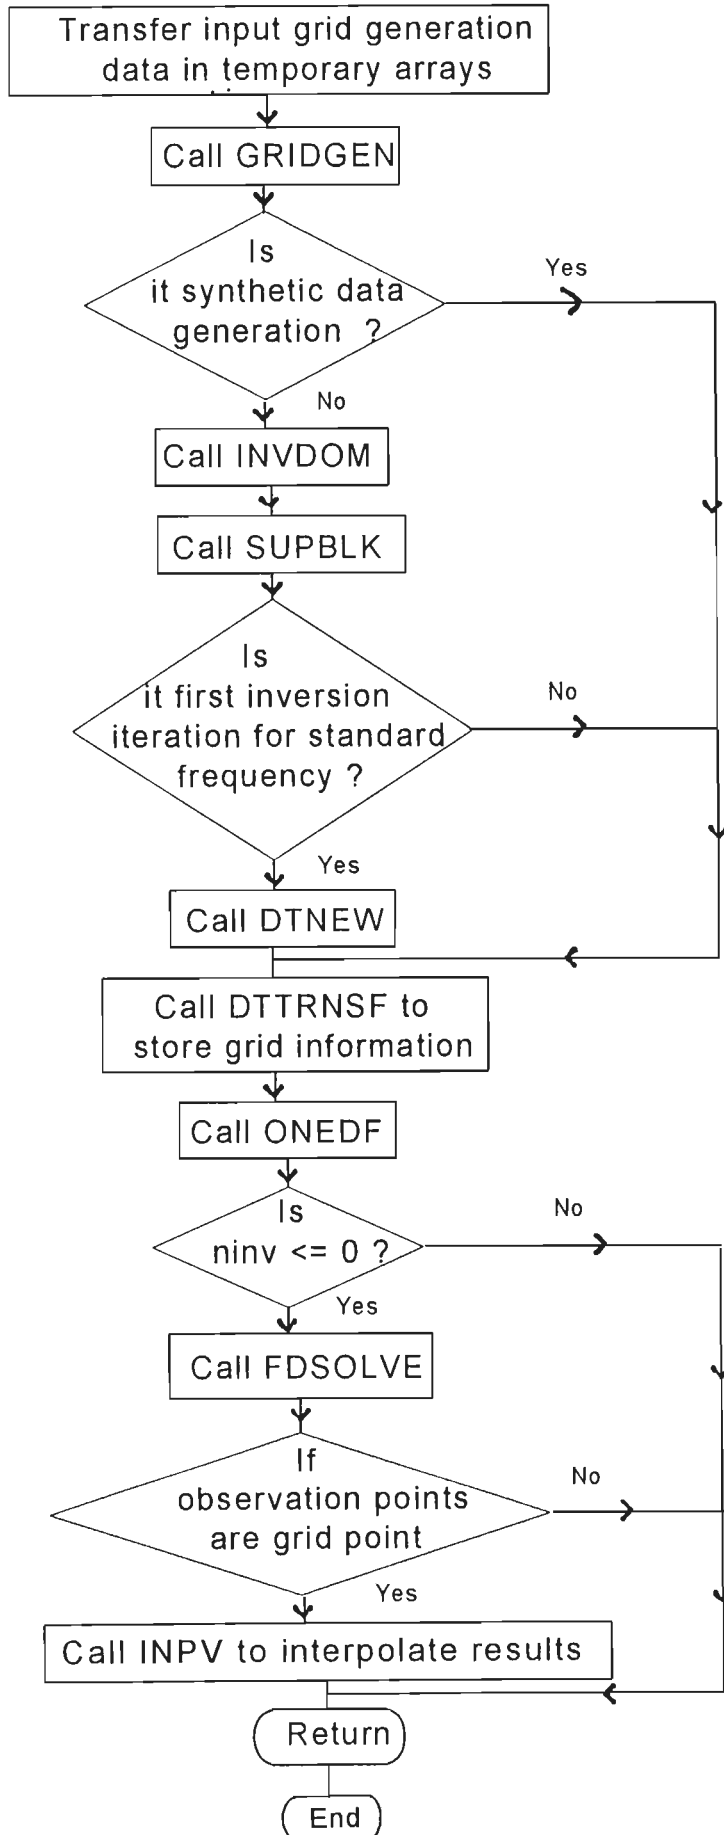 Transfer input grid generation
data in temporary arrays
Call GRIDGEN
Is
it synthetic data
generation ?
Yes
No
Call INVDOM
Call SUPBLK
Is
it first inversion
iteration for standard
frequency ?
No
Yes
Call DTNEW
Call DTTRNSF to
store grid information
Call ONEDF
Is
ninv <= 0 ?
No
Yes
Call FDSOLVE
If
observation points
are grid point
No
Yes
Call INPV to interpolate results
Return
End